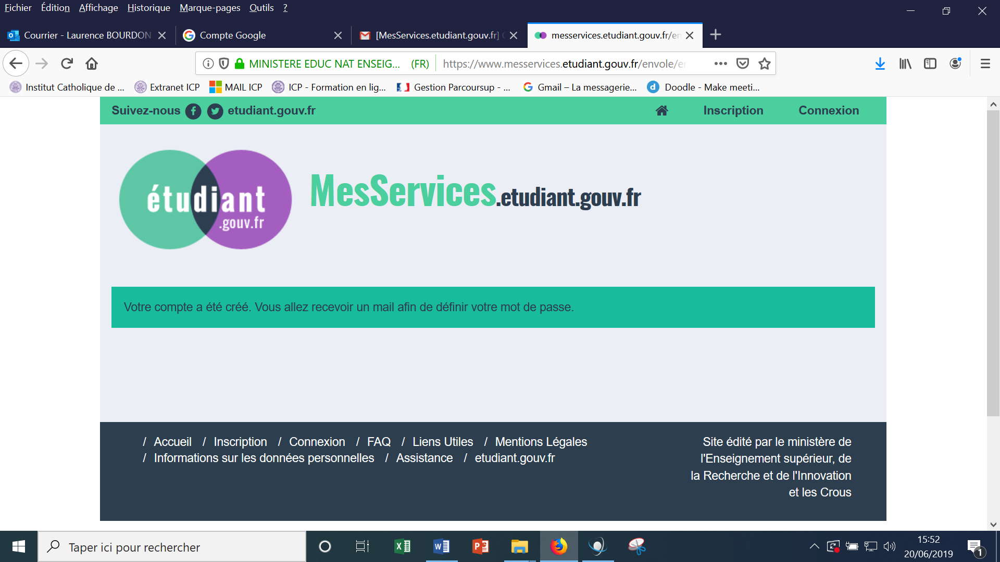 Fichier Édition Affichage Historique Marque-pages Outils ?
Courrier - Laurence BOURDON
Compte Google
[MesServices.etudiant.gouv.fr]
messervices.etudiant.gouv.fr/en
MINISTERE EDUC NAT ENSEIG... (FR) https://www.messervices.etudiant.gouv.fr/envole/
Institut Catholique de ... Extranet ICP MAIL ICP ICP - Formation en lig... Gestion Parcoursup - ... Gmail – La messagerie... Doodle - Make meeti...
Suivez-nous etudiant.gouv.fr Inscription Connexion
étudiant
.gouv.fr
MesServices.etudiant.gouv.fr
Votre compte a été créé. Vous allez recevoir un mail afin de définir votre mot de passe.
/ Accueil / Inscription / Connexion / FAQ / Liens Utiles / Mentions Légales
/ Informations sur les données personnelles / Assistance / etudiant.gouv.fr
Site édité par le ministère de
l'Enseignement supérieur, de
la Recherche et de l'Innovation
et les Crous
Taper ici pour rechercher
15:52
20/06/2019
1